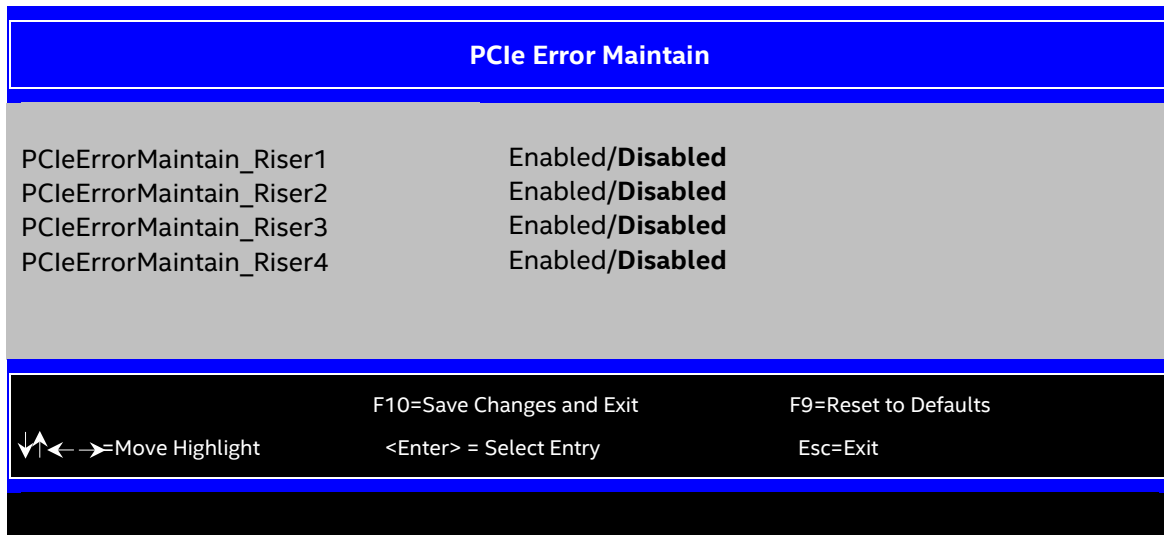 PCIe Error Maintain
PCIeErrorMaintain_Riser1 Enabled/Disabled
PCIeErrorMaintain_Riser2 Enabled/Disabled
PCIeErrorMaintain_Riser3 Enabled/Disabled
PCIeErrorMaintain_Riser4 Enabled/Disabled
F10=Save Changes and Exit F9=Reset to Defaults
↓↑←→=Move Highlight <Enter> = Select Entry Esc=Exit